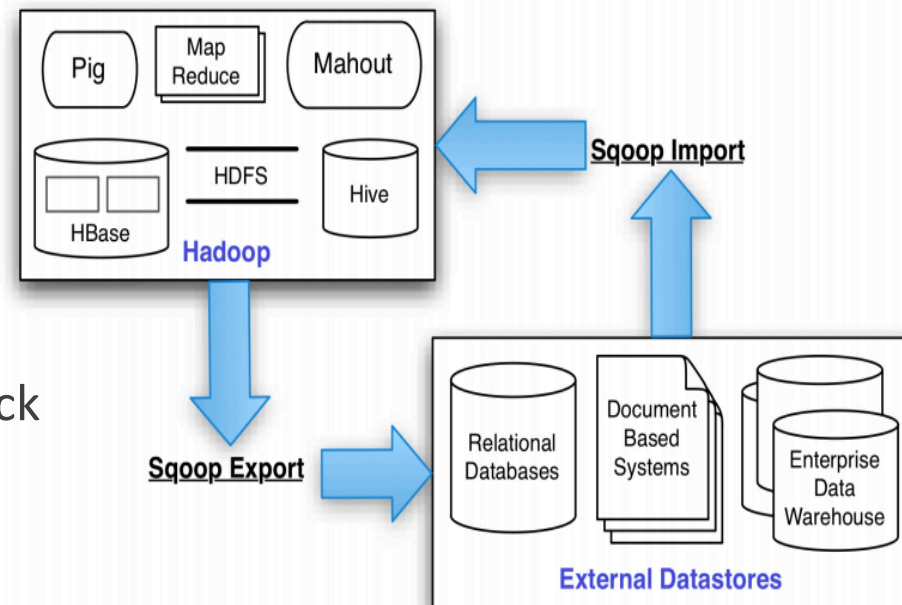 Pig
Map
Reduce
Mahout
HDFS
HBase
Hive
Hadoop
Sqoop Import
ck
Sqoop Export
Relational
Databases
Document
Based
Systems
Enterprise
Data
Warehouse
External Datastores